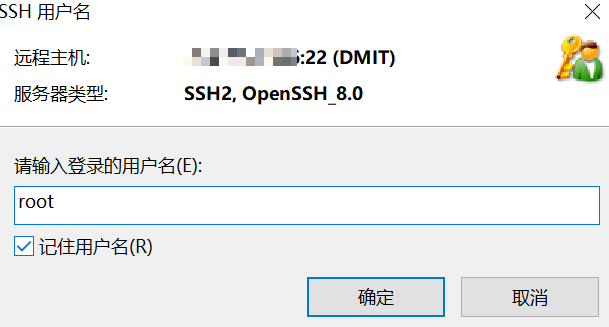 SSH 用户名
远程主机: :22 (DMIT)
服务器类型: SSH2, OpenSSH_8.0
请输入登录的用户名(E):
root
记住用户名(R)
确定 取消